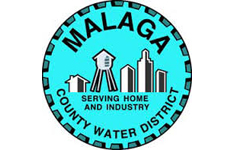 MALAGA
SERVING HOME
AND INDUSTRY
COUNTY WATER DISTRICT